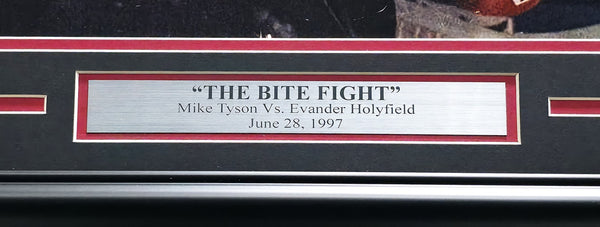 “THE BITE FIGHT”
Mike Tyson Vs. Evander Holyfield
June 28, 1997